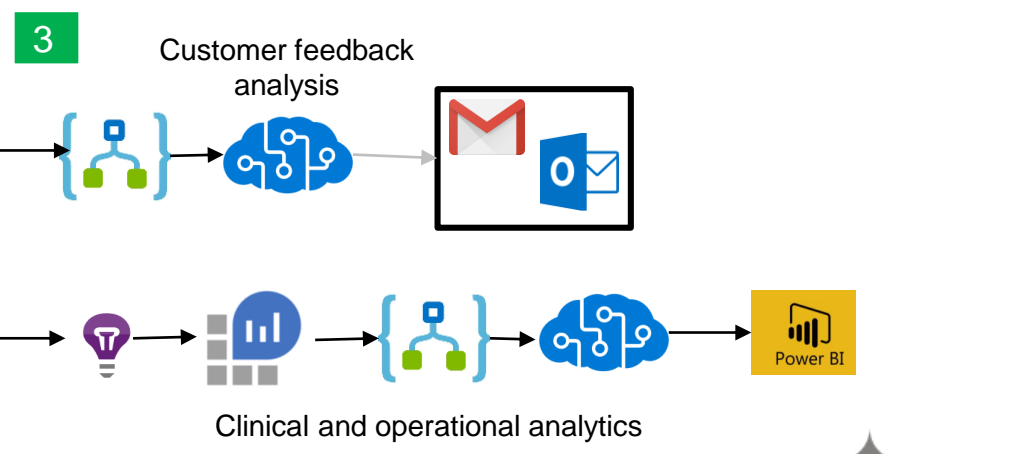 3
Customer feedback
analysis
Power BI
Clinical and operational analytics